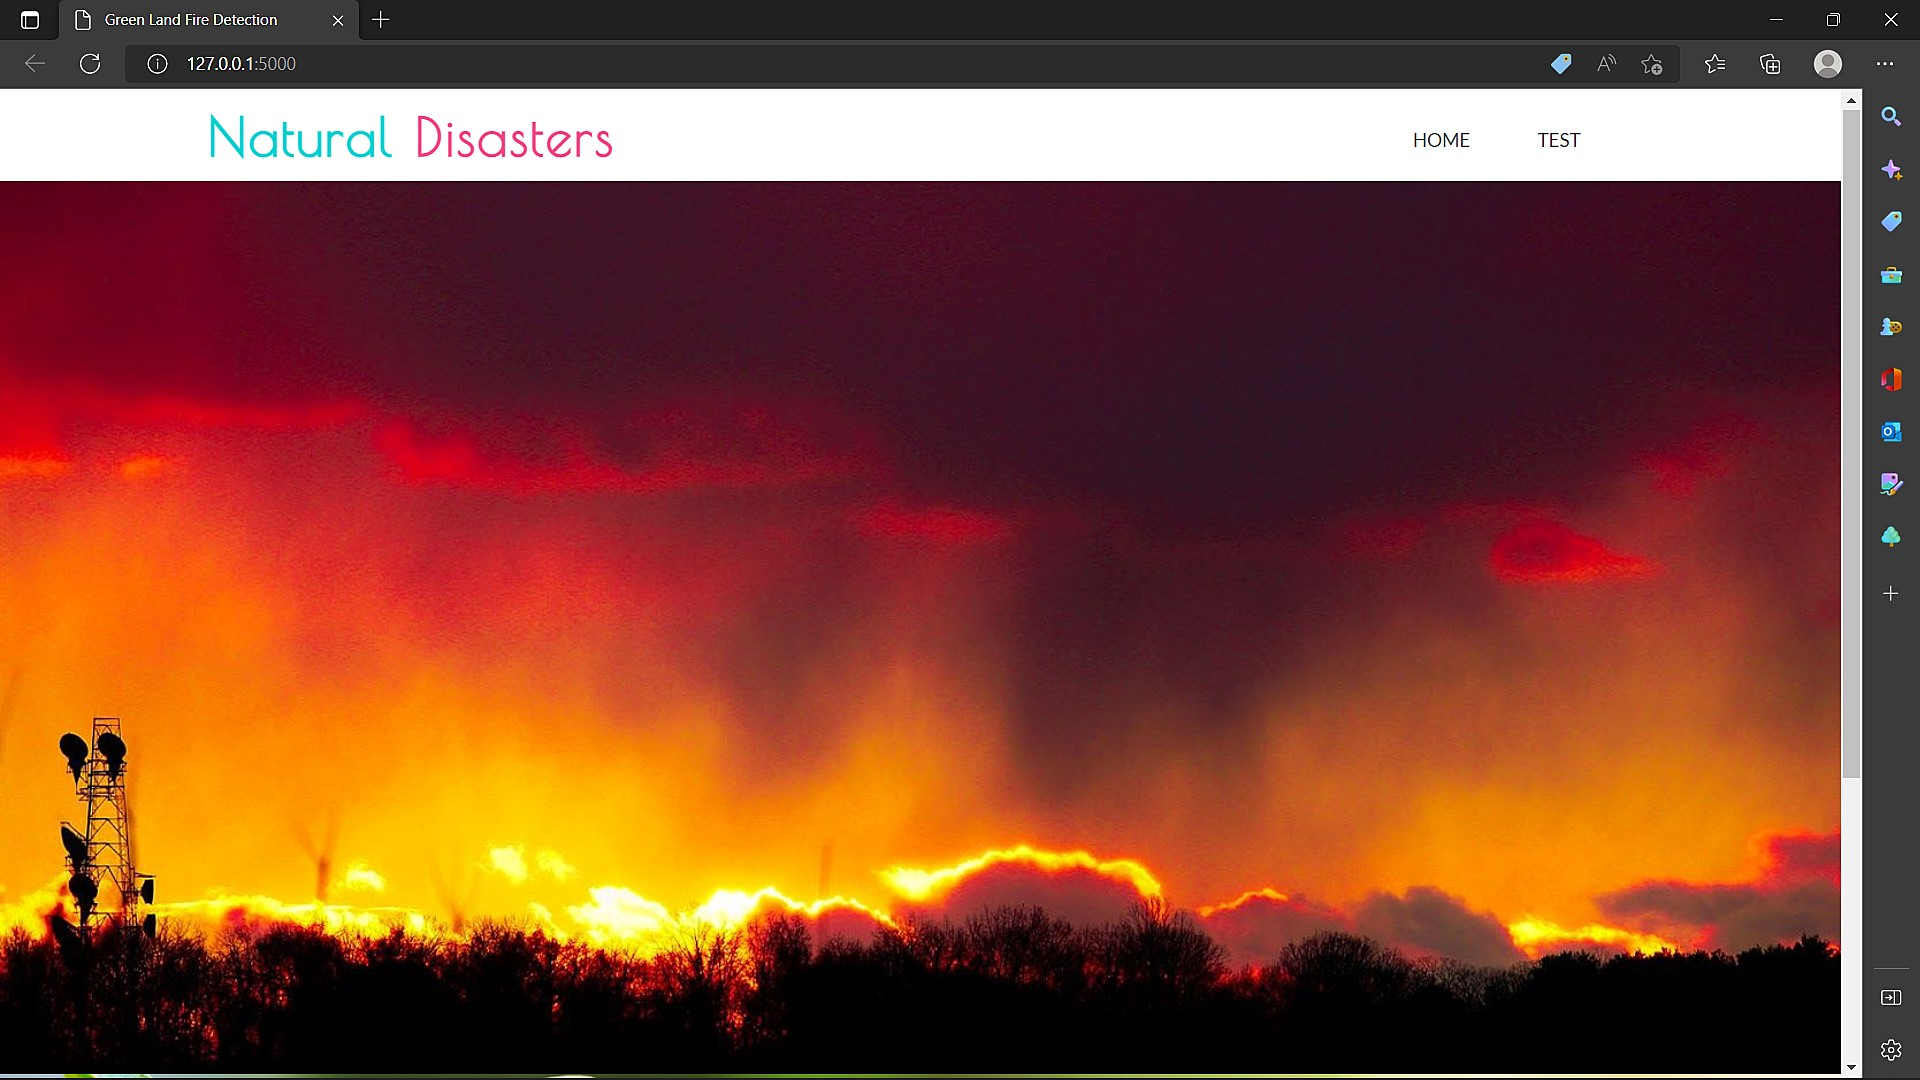 Green Land Fire Detection
127.0.0.1:5000
Natural Disasters
HOME
TEST